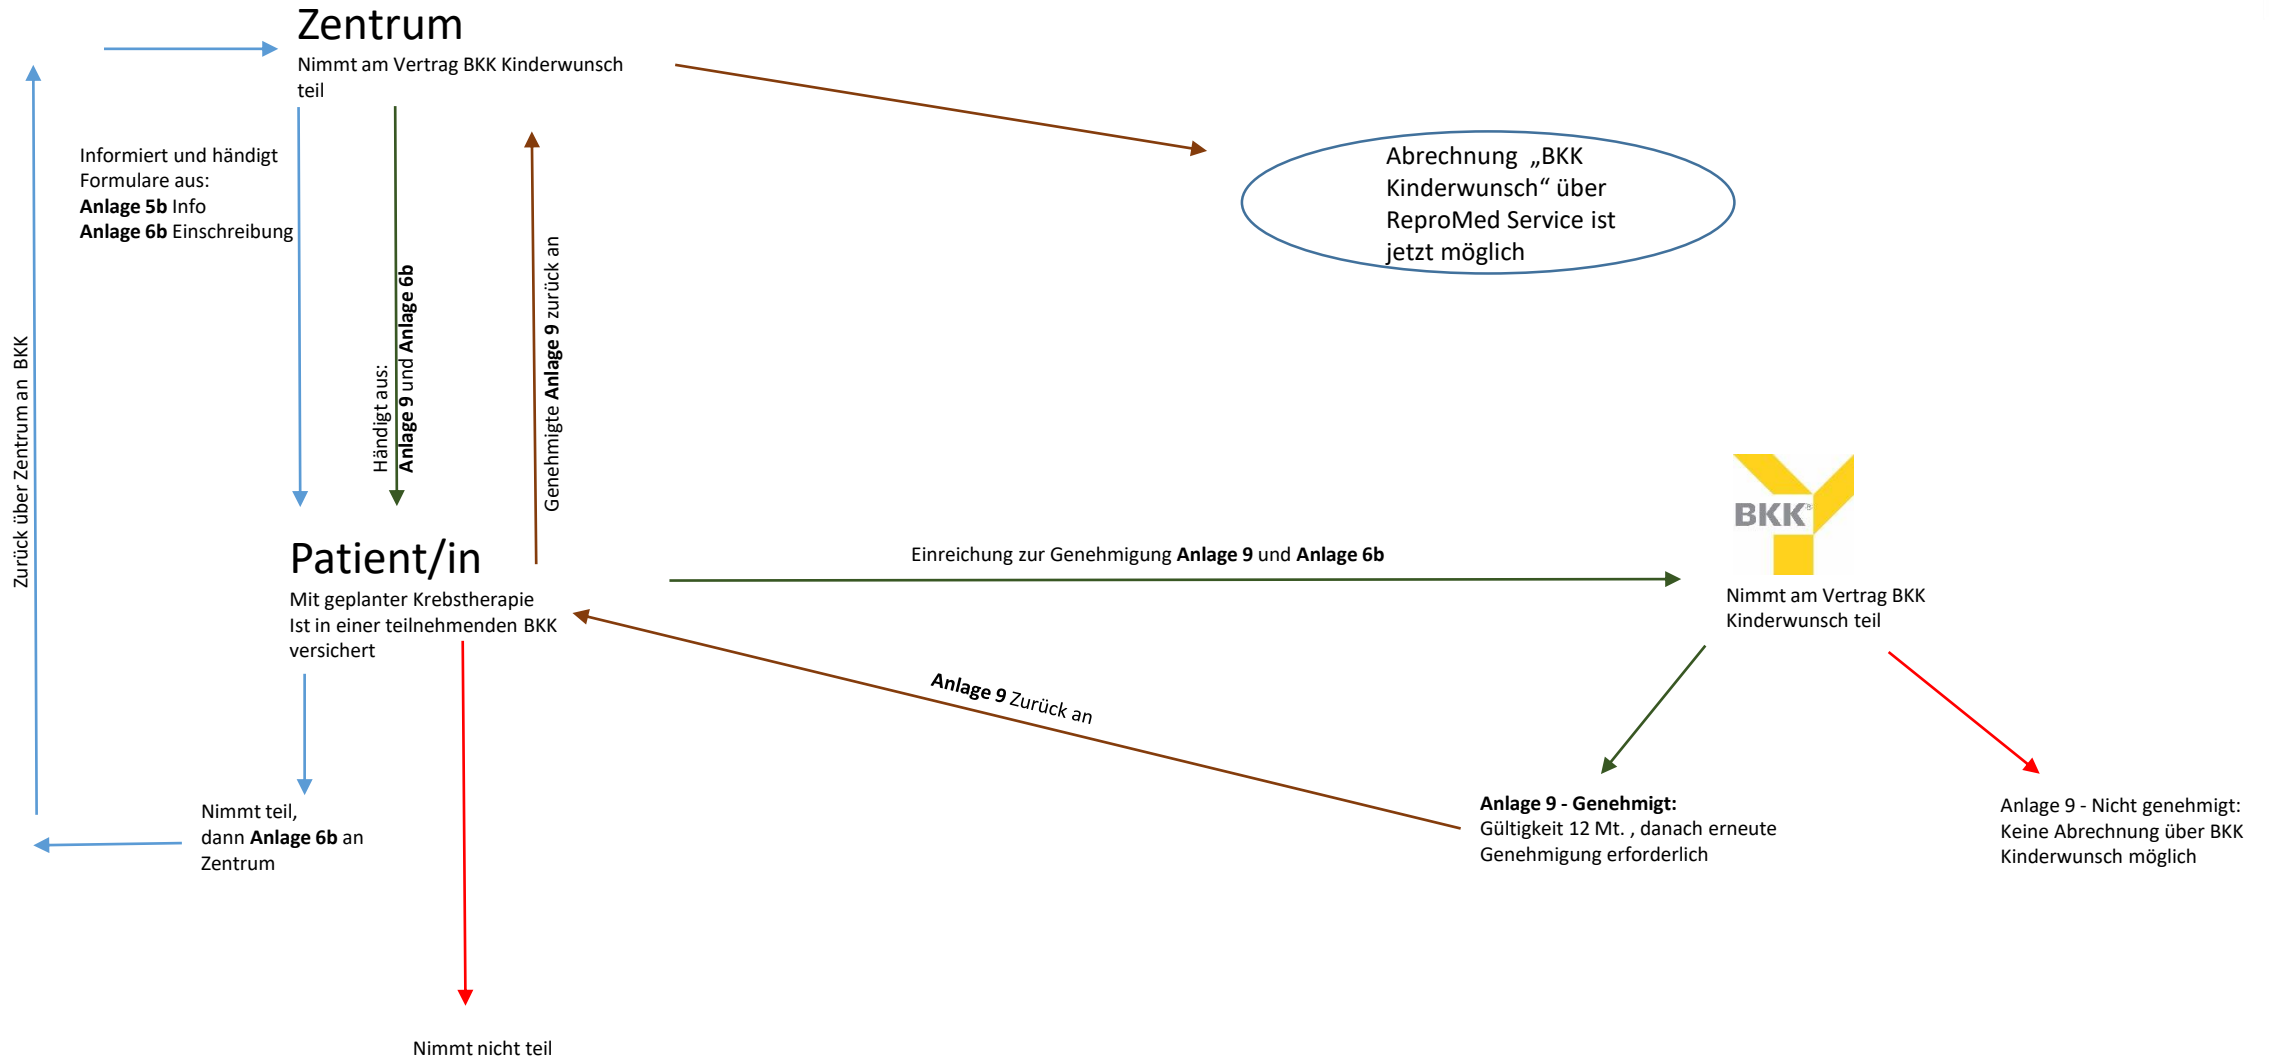 Zentrum
Nimmt am Vertrag BKK Kinderwunsch
teil
Informiert und händigt
Formulare aus:
Anlage 5b Info
Anlage 6b Einschreibung
Zurück über Zentrum an BKK
Händigt aus:
Anlage 9 und Anlage 6b
Genehmigte Anlage 9 zurück an
Abrechnung „BKK
Kinderwunsch“ über
ReproMed Service ist
jetzt möglich
Patient/in
Mit geplanter Krebstherapie
Ist in einer teilnehmenden BKK
versichert
Einreichung zur Genehmigung Anlage 9 und Anlage 6b
BKK®
Nimmt am Vertrag BKK
Kinderwunsch teil
Anlage 9 Zurück an
Nimmt teil,
dann Anlage 6b an
Zentrum
Anlage 9 - Genehmigt:
Gültigkeit 12 Mt. , danach erneute
Genehmigung erforderlich
Anlage 9 - Nicht genehmigt:
Keine Abrechnung über BKK
Kinderwunsch möglich
Nimmt nicht teil